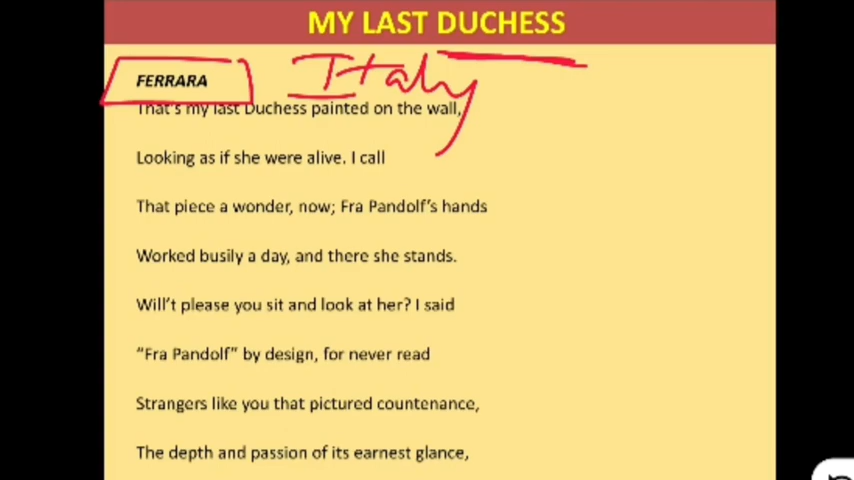 MY LAST DUCHESS
FERRARA
Italy
That's my last Duchess painted on the wall,
Looking as if she were alive. I call
That piece a wonder, now; Fra Pandolf's hands
Worked busily a day, and there she stands.
Will't please you sit and look at her? I said
“Fra Pandolf” by design, for never read
Strangers like you that pictured countenance,
The depth and passion of its earnest glance,